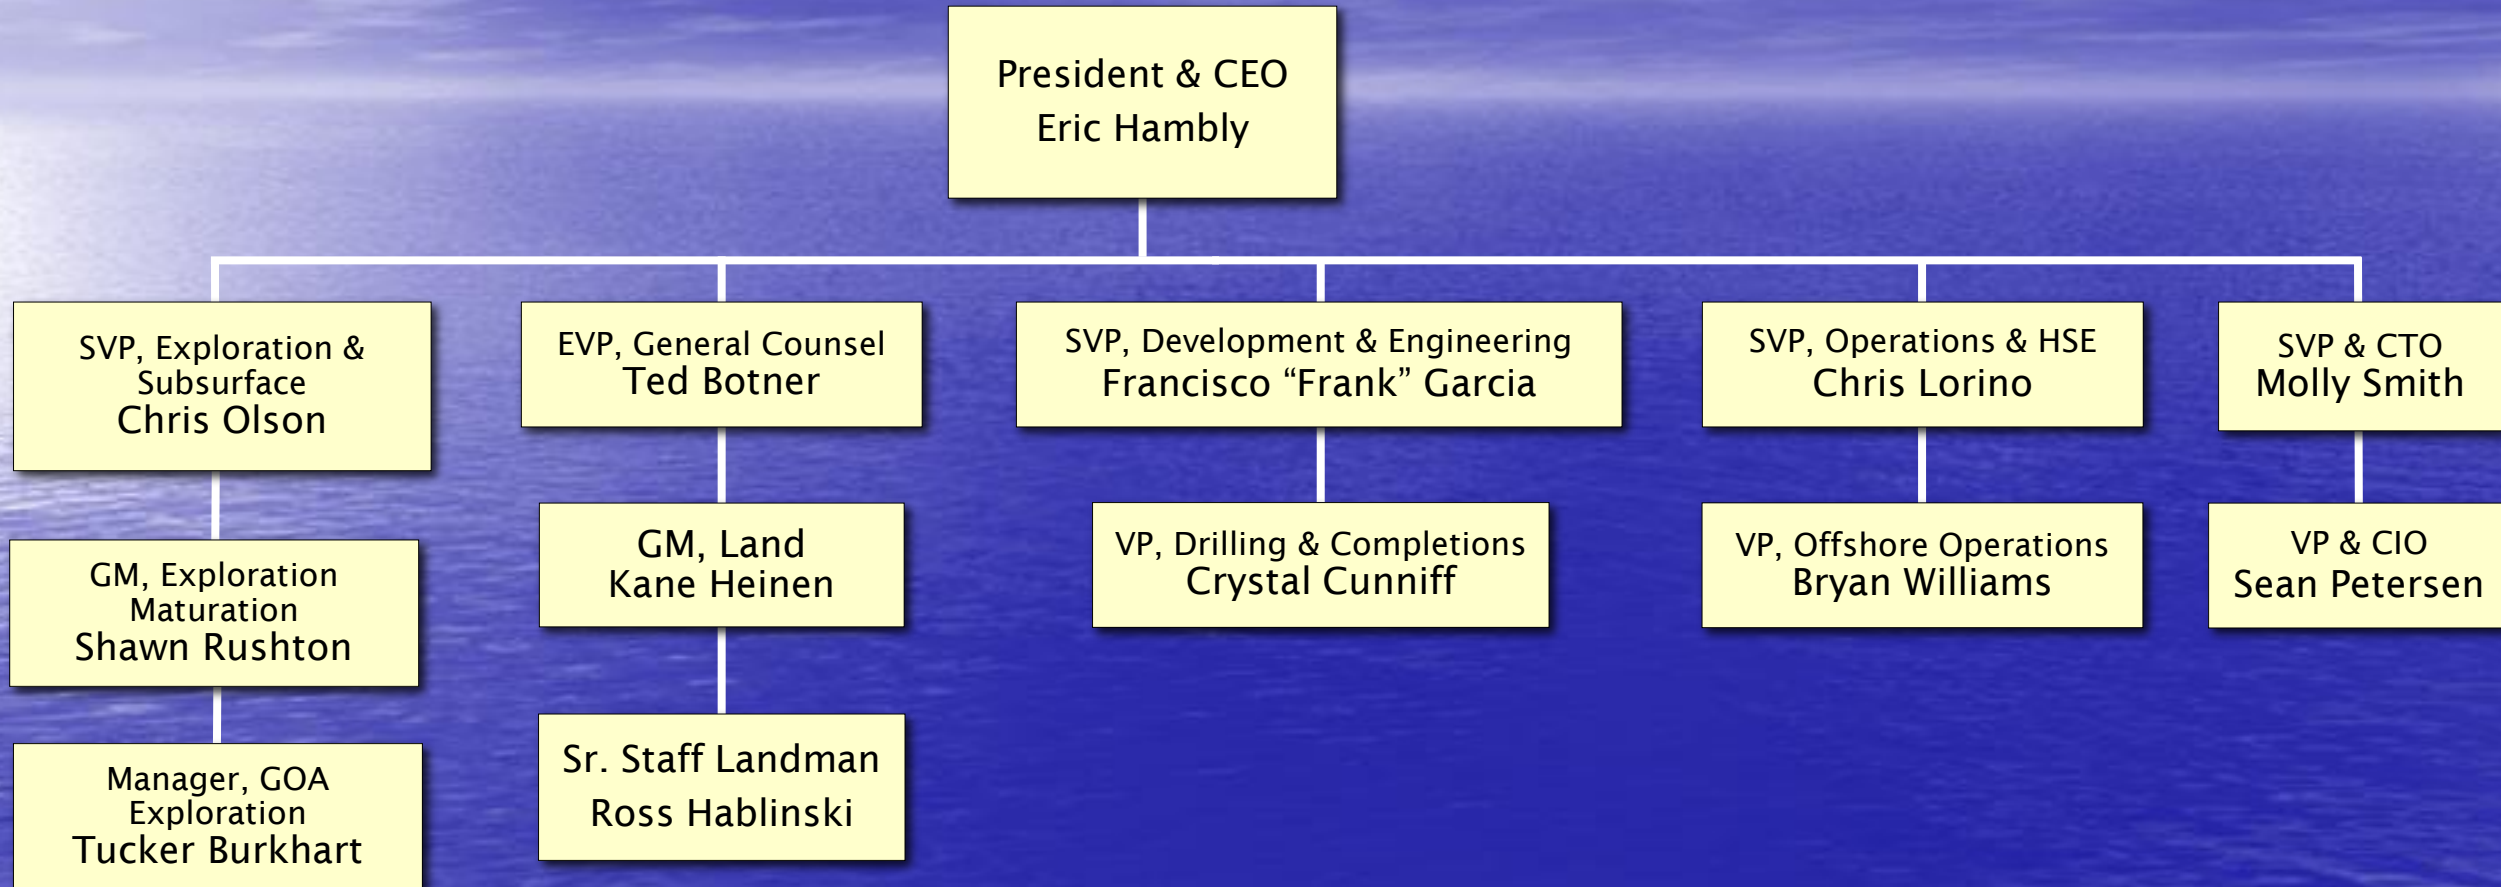 President & CEO
Eric Hambly
SVP, Exploration &
Subsurface
Chris Olson
EVP, General Counsel
Ted Botner
SVP, Development & Engineering
Francisco “Frank” Garcia
SVP, Operations & HSE
Chris Lorino
SVP & CTO
Molly Smith
GM, Exploration
Maturation
Shawn Rushton
GM, Land
Kane Heinen
VP, Drilling & Completions
Crystal Cunniff
VP, Offshore Operations
Bryan Williams
VP & CIO
Sean Petersen
Manager, GOA
Exploration
Tucker Burkhart
Sr. Staff Landman
Ross Hablinski